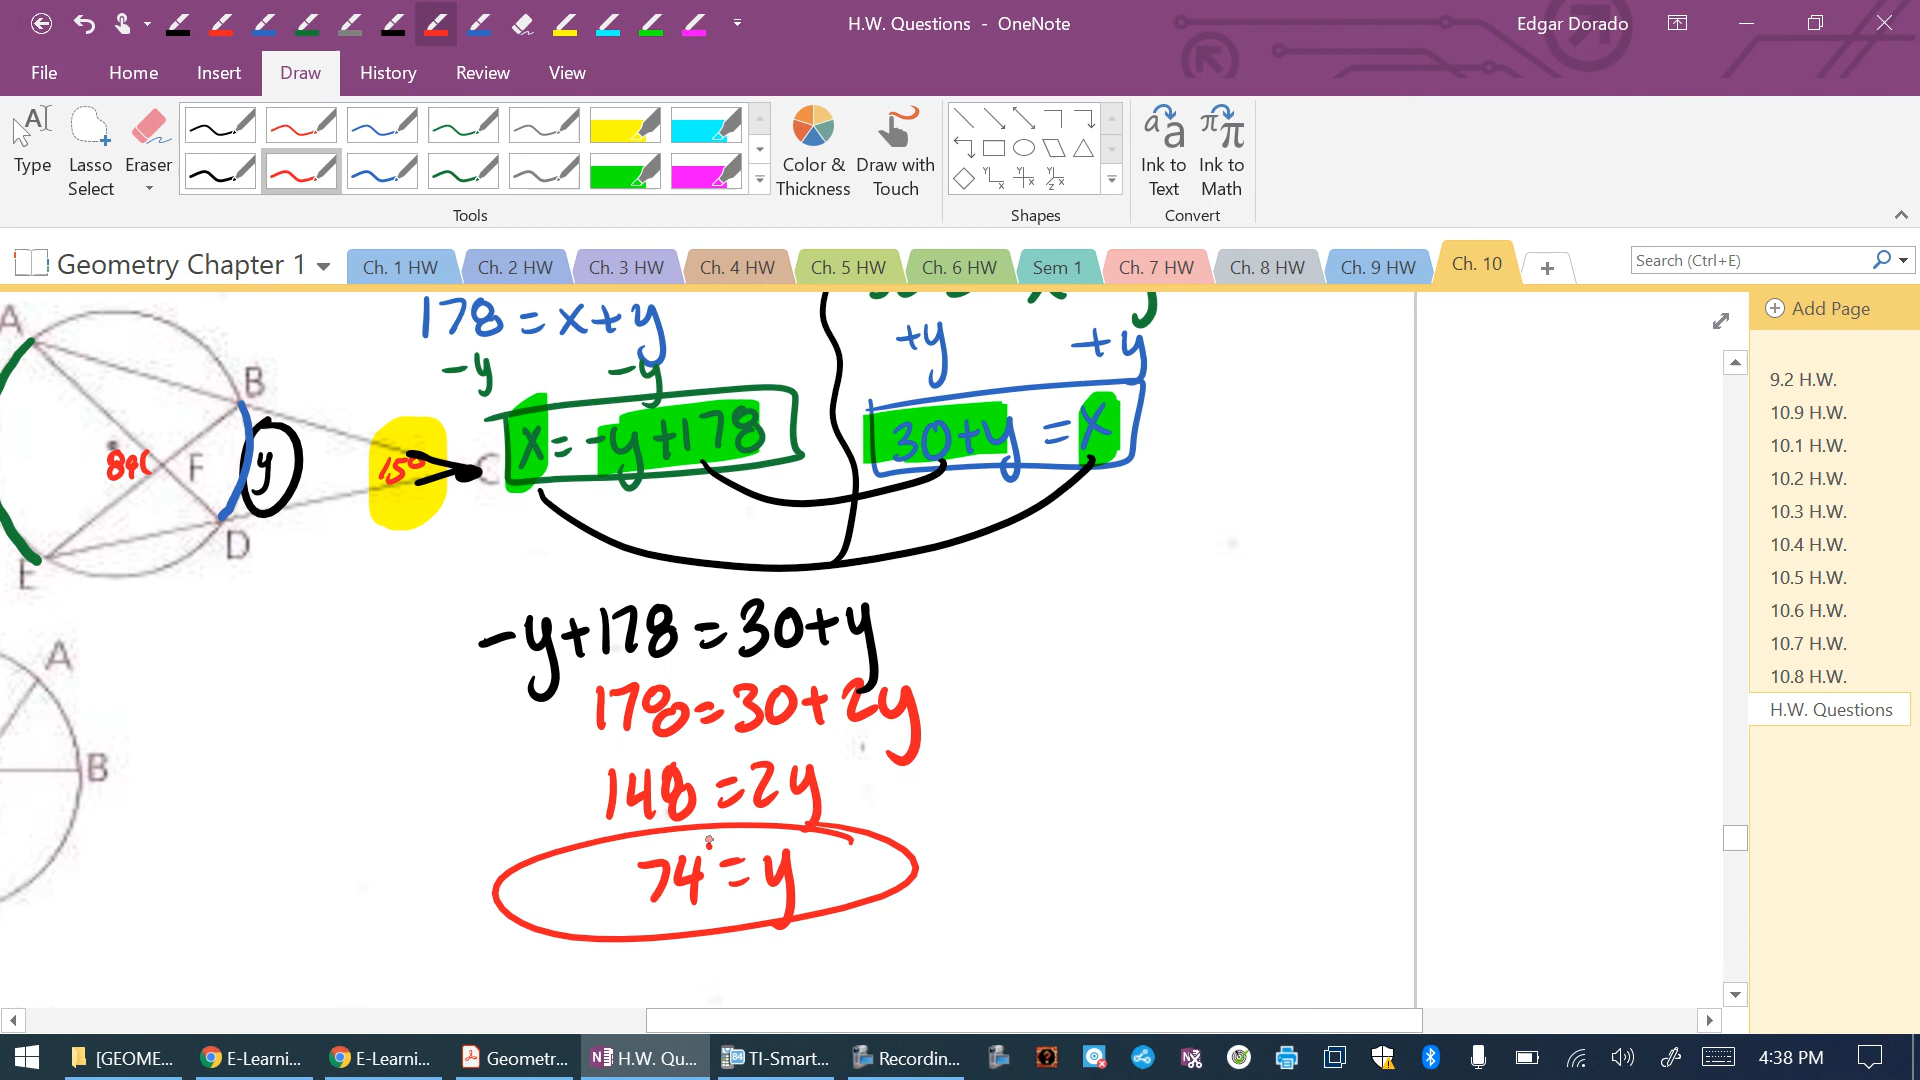 H.W. Questions - OneNote
Edgar Dorado
File Home Insert Draw History Review View
Type
Lasso Select
Eraser
Color & Thickness
Draw with Touch
Ink to Text
Ink to Math
Tools
Shapes
Convert
Geometry Chapter 1
Ch. 1 HW Ch. 2 HW Ch. 3 HW Ch. 4 HW Ch. 5 HW Ch. 6 HW Sem 1 Ch. 7 HW Ch. 8 HW Ch. 9 HW Ch. 10
Search (Ctrl+E)
Add Page
9.2 H.W.
10.9 H.W.
10.1 H.W.
10.2 H.W.
10.3 H.W.
10.4 H.W.
10.5 H.W.
10.6 H.W.
10.7 H.W.
10.8 H.W.
H.W. Questions
178 = x+y
-y -y
x = -y+178
+y +y
30+y = x
A
B
F
y
15°
C
D
E
A
B
-y+178=30+y
178=30+2y
148=2y
74°=y
[GEOME...
E-Learni...
E-Learni...
Geometr...
H.W. Qu...
TI-Smart...
Recordin...
4:38 PM